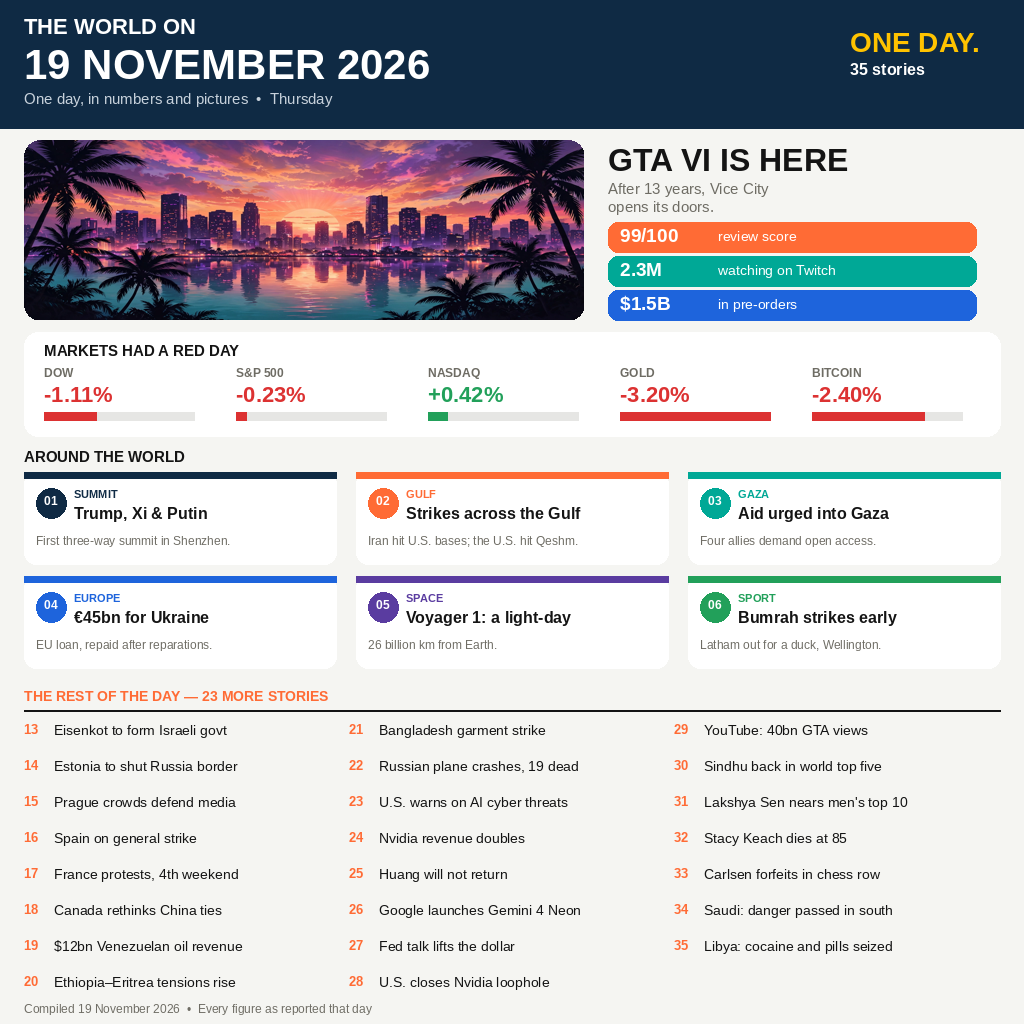 THE WORLD ON
19 NOVEMBER 2026
One day, in numbers and pictures • Thursday
ONE DAY.
35 stories
GTA VI IS HERE
After 13 years, Vice City
opens its doors.
99/100 review score
2.3M watching on Twitch
$1.5B in pre-orders
MARKETS HAD A RED DAY
DOW
-1.11%
S&P 500
-0.23%
NASDAQ
+0.42%
GOLD
-3.20%
BITCOIN
-2.40%
AROUND THE WORLD
01
SUMMIT
Trump, Xi & Putin
First three-way summit in Shenzhen.
02
GULF
Strikes across the Gulf
Iran hit U.S. bases; the U.S. hit Qeshm.
03
GAZA
Aid urged into Gaza
Four allies demand open access.
04
EUROPE
€45bn for Ukraine
EU loan, repaid after reparations.
05
SPACE
Voyager 1: a light-day
26 billion km from Earth.
06
SPORT
Bumrah strikes early
Latham out for a duck, Wellington.
THE REST OF THE DAY — 23 MORE STORIES
13 Eisenkot to form Israeli govt
14 Estonia to shut Russia border
15 Prague crowds defend media
16 Spain on general strike
17 France protests, 4th weekend
18 Canada rethinks China ties
19 $12bn Venezuelan oil revenue
20 Ethiopia–Eritrea tensions rise
21 Bangladesh garment strike
22 Russian plane crashes, 19 dead
23 U.S. warns on AI cyber threats
24 Nvidia revenue doubles
25 Huang will not return
26 Google launches Gemini 4 Neon
27 Fed talk lifts the dollar
28 U.S. closes Nvidia loophole
29 YouTube: 40bn GTA views
30 Sindhu back in world top five
31 Lakshya Sen nears men's top 10
32 Stacy Keach dies at 85
33 Carlsen forfeits in chess row
34 Saudi: danger passed in south
35 Libya: cocaine and pills seized
Compiled 19 November 2026 • Every figure as reported that day